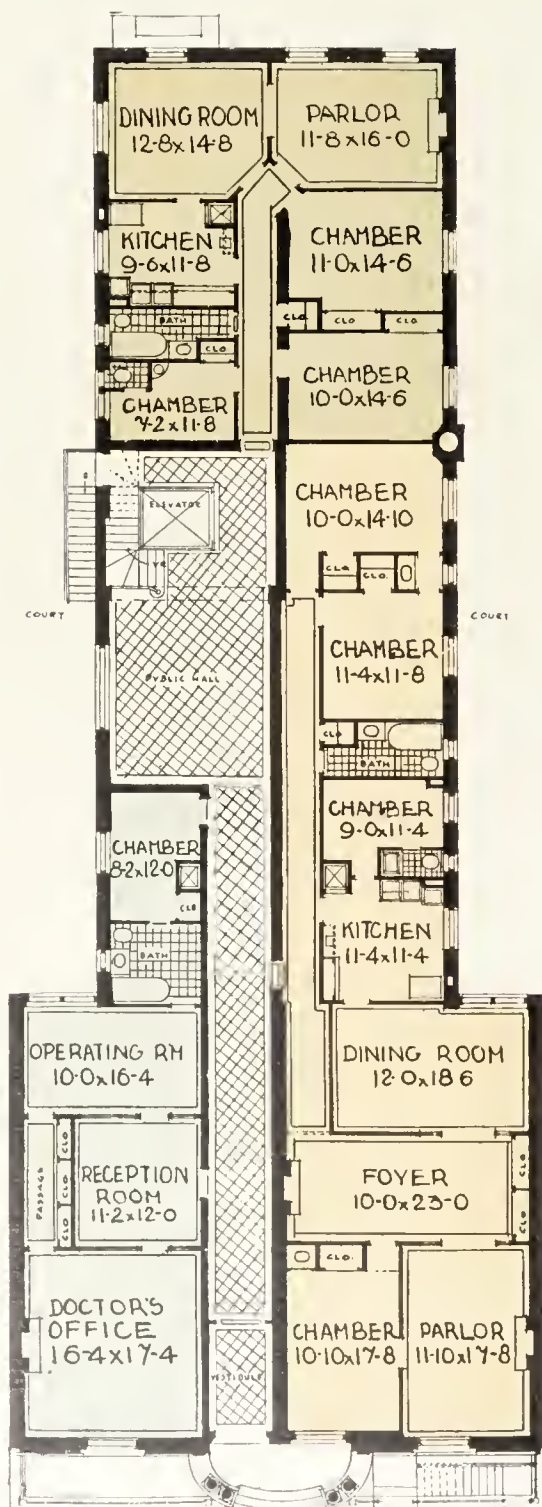 DINING ROOM
12-8x14-8
PARLOR
11-8x16-0
KITCHEN
9-6x11-8
CHAMBER
11-0x14-6
BATH
CLO.
CLO.
CLO.
CLO.
CHAMBER
7-2x11-8
CHAMBER
10-0x14-6
ELEVATOR
CHAMBER
10-0x14-10
CLO.
CLO.
COURT
COURT
PUBLIC HALL
CHAMBER
11-4x11-8
CLO
BATH
CHAMBER
8-2x12-0
CLO
CHAMBER
9-0x11-4
BATH
KITCHEN
11-4x11-4
OPERATING RM
10-0x16-4
DINING ROOM
12-0x18 6
PASSAGE
CLO.
CLO.
CLO.
RECEPTION
ROOM
11-2x12-0
FOYER
10-0x23-0
CLO.
CLO.
CLO.
DOCTOR'S
OFFICE
16-4x17-4
VESTIBULE
CHAMBER
10-10x17-8
PARLOR
11-10x17-8